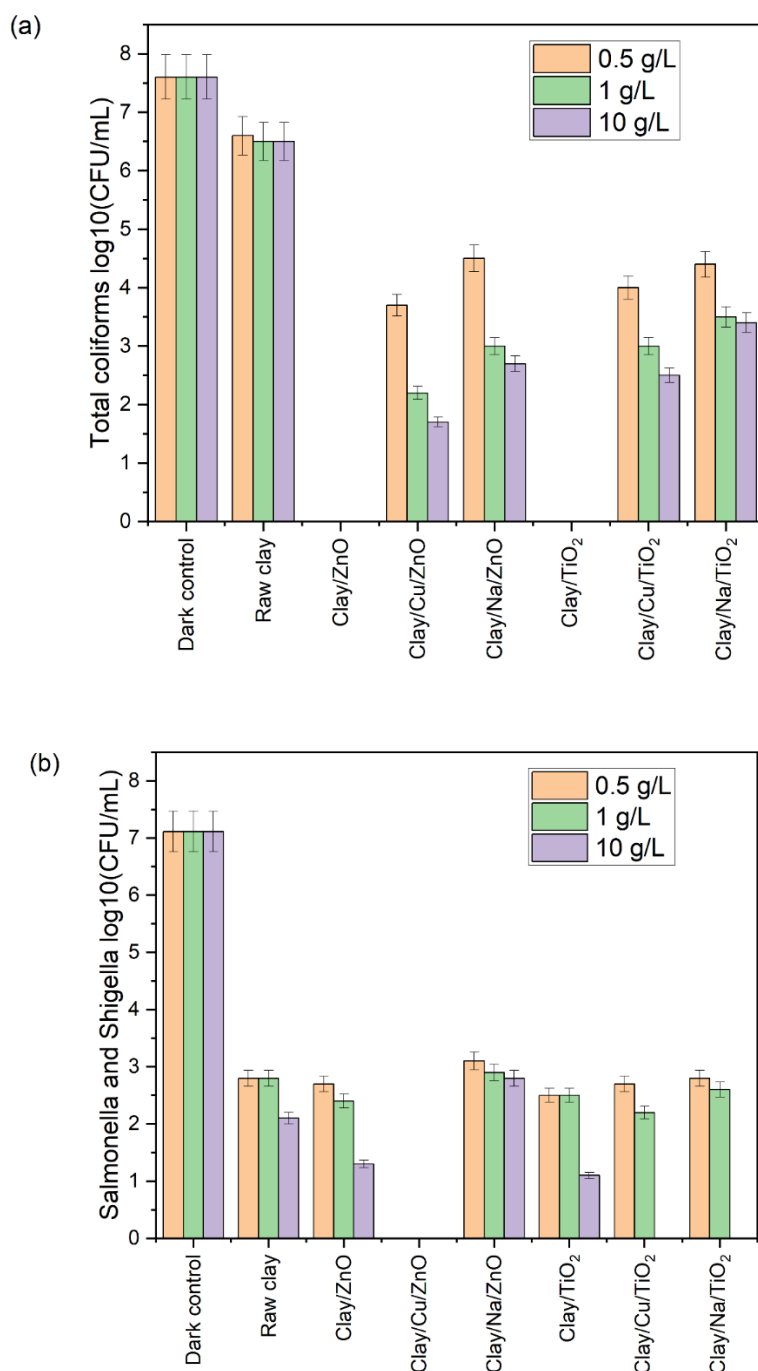 (a)
Total coliforms log10(CFU/mL)
8
7
6
5
4
3
2
1
0
0.5 g/L
1 g/L
10 g/L
Dark control
Raw clay
Clay/ZnO
Clay/Cu/ZnO
Clay/Na/ZnO
Clay/TiO₂
Clay/Cu/TiO₂
Clay/Na/TiO₂
(b)
Salmonella and Shigella log10(CFU/mL)
8
7
6
5
4
3
2
1
0
0.5 g/L
1 g/L
10 g/L
Dark control
Raw clay
Clay/ZnO
Clay/Cu/ZnO
Clay/Na/ZnO
Clay/TiO₂
Clay/Cu/TiO₂
Clay/Na/TiO₂